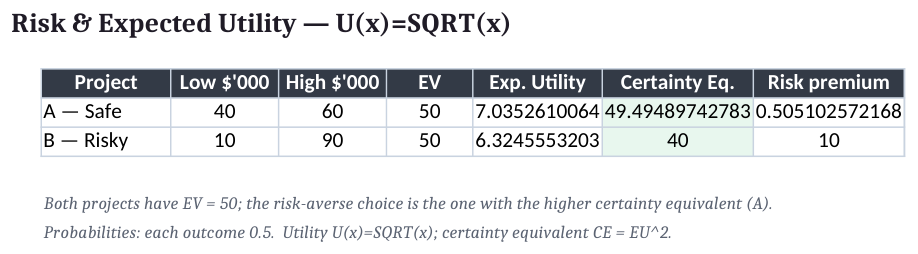 Risk & Expected Utility — U(x)=SQRT(x)
Project Low $'000 High $'000 EV Exp. Utility Certainty Eq. Risk premium
A — Safe 40 60 50 7.0352610064 49.49489742783 0.505102572168
B — Risky 10 90 50 6.3245553203 40 10
Both projects have EV = 50; the risk-averse choice is the one with the higher certainty equivalent (A).
Probabilities: each outcome 0.5. Utility U(x)=SQRT(x); certainty equivalent CE = EU^2.